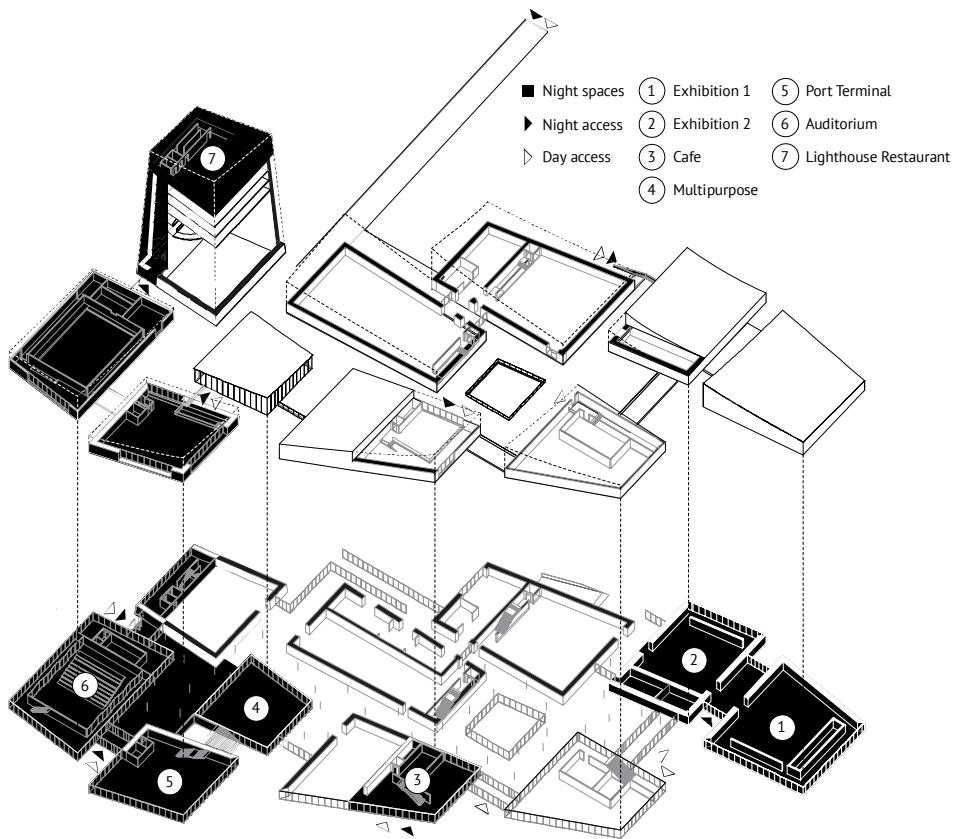 Night spaces
1 Exhibition 1
5 Port Terminal
Night access
2 Exhibition 2
6 Auditorium
Day access
3 Cafe
7 Lighthouse Restaurant
4 Multipurpose
7
2
6
4
1
3
5